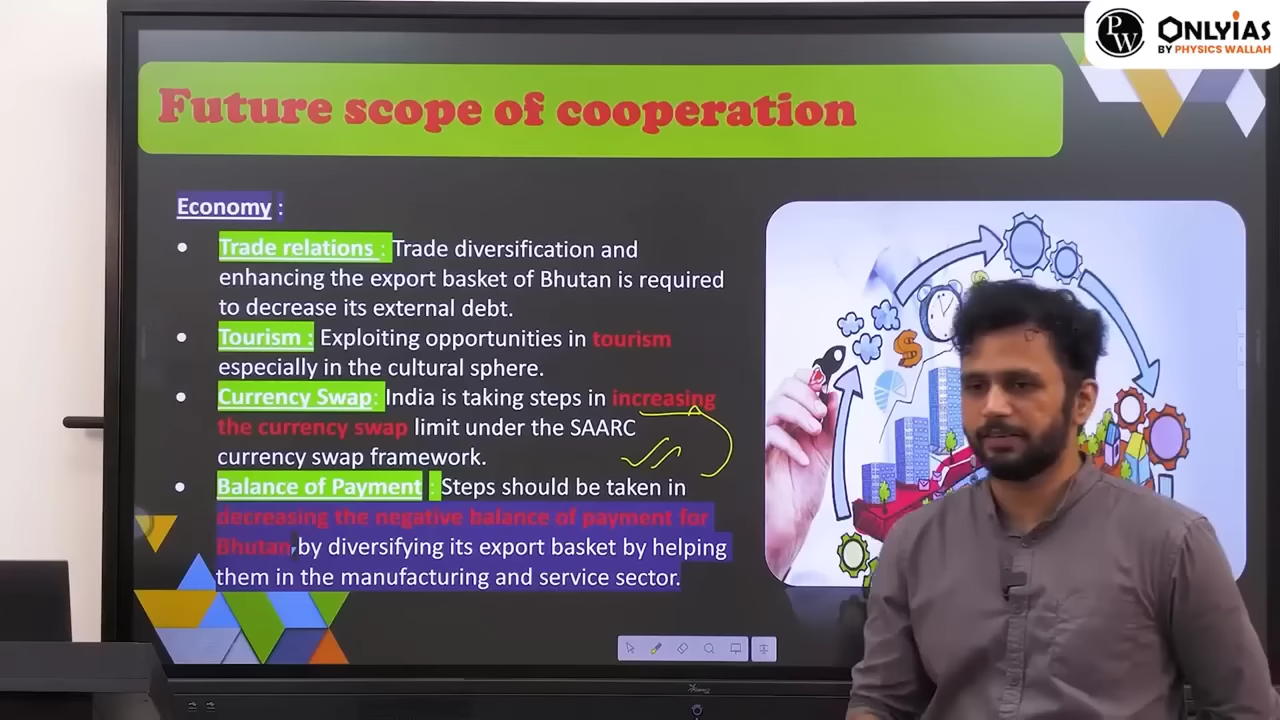 PW
ONLYIAS
BY PHYSICS WALLAH
Future scope of cooperation
Economy :
• Trade relations : Trade diversification and
enhancing the export basket of Bhutan is required
to decrease its external debt.
• Tourism : Exploiting opportunities in tourism
especially in the cultural sphere.
• Currency Swap: India is taking steps in increasing
the currency swap limit under the SAARC
currency swap framework.
• Balance of Payment : Steps should be taken in
decreasing the negative balance of payment for
Bhutan, by diversifying its export basket by helping
them in the manufacturing and service sector.